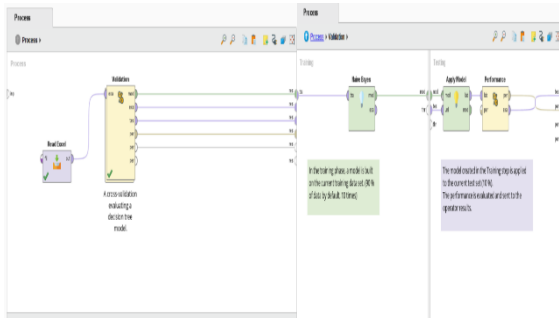 Process
Process ›
Process
Validation
Read Excel
A cross-validation
evaluating a
decision tree
model.
Process
Process › Validation ›
Training
Testing
Naive Bayes
Apply Model
Performance
In the training phase, a model is built
on the current training data set. (90 %
of data by default, 10 times)
The model created in the Training step is applied
to the current test set (10 %).
The performance is evaluated and sent to the
operator results.